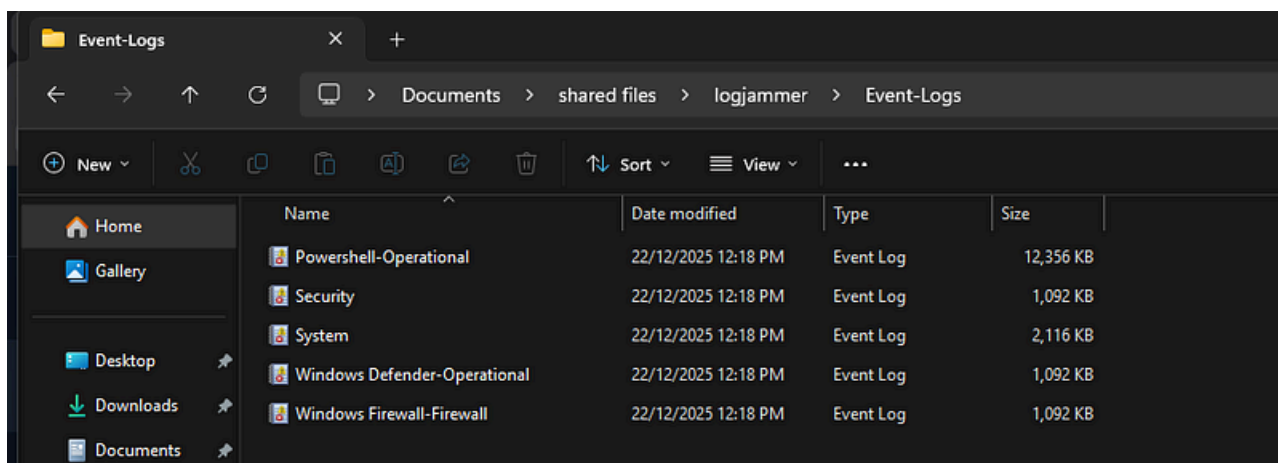 Event-Logs
Documents > shared files > logjammer > Event-Logs
New Sort View
Name Date modified Type Size
Home
Gallery
Desktop
Downloads
Documents
Powershell-Operational 22/12/2025 12:18 PM Event Log 12,356 KB
Security 22/12/2025 12:18 PM Event Log 1,092 KB
System 22/12/2025 12:18 PM Event Log 2,116 KB
Windows Defender-Operational 22/12/2025 12:18 PM Event Log 1,092 KB
Windows Firewall-Firewall 22/12/2025 12:18 PM Event Log 1,092 KB